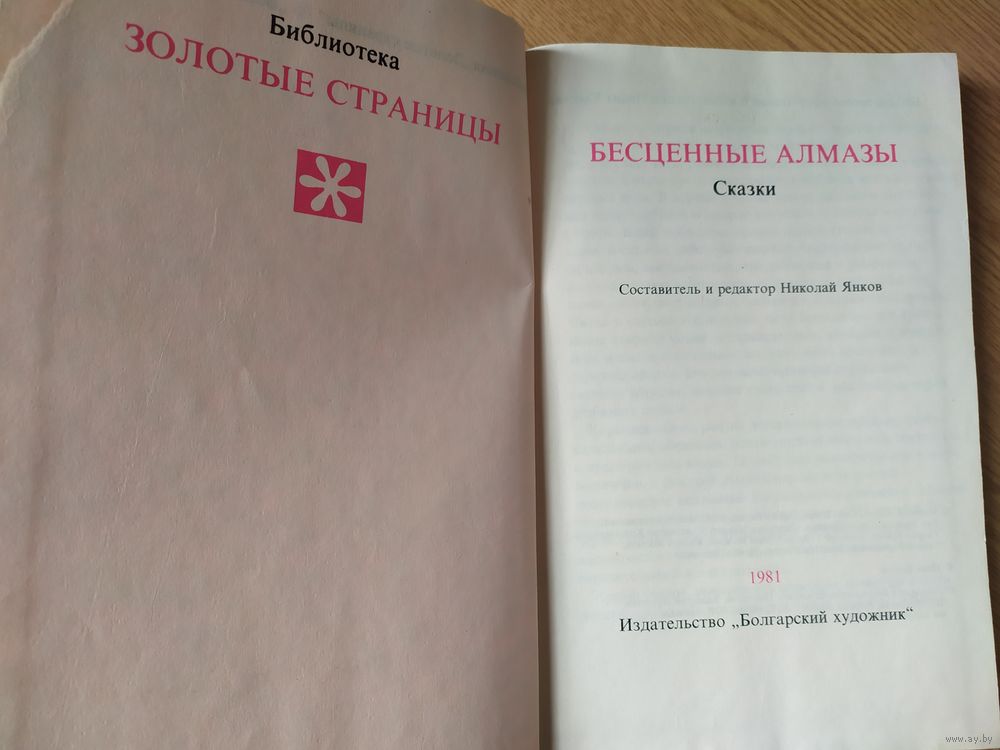 Библиотека
ЗОЛОТЫЕ СТРАНИЦЫ
БЕСЦЕННЫЕ АЛМАЗЫ
Сказки
Составитель и редактор Николай Янков
1981
Издательство „Болгарский художник“
www.ay.by